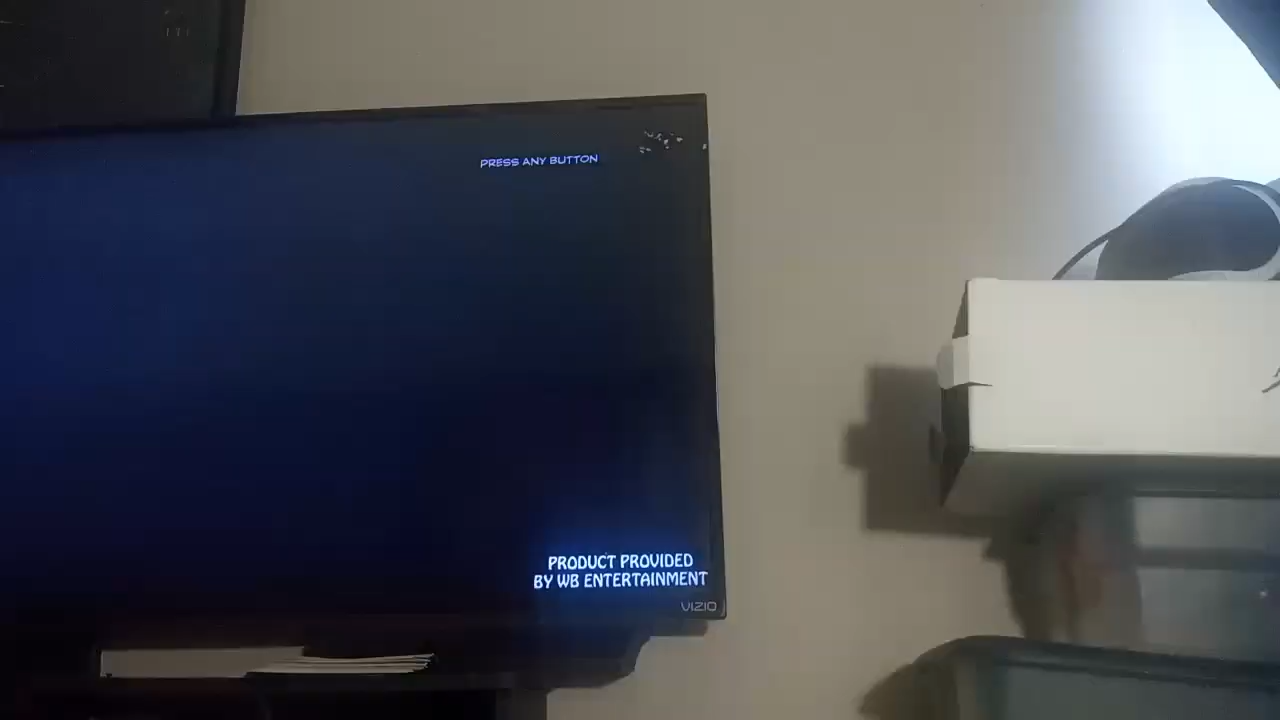 PRESS ANY BUTTON
PRODUCT PROVIDED
BY WB ENTERTAINMENT
VIZIO